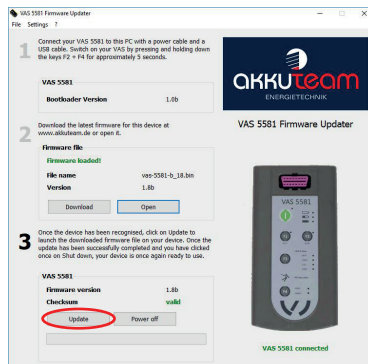 VAS 5581 Firmware Updater
File Settings ?
1
Connect your VAS 5581 to this PC with a power cable and a
USB cable. Switch on your VAS by pressing and holding down
the keys F2 + F4 for approximately 5 seconds.
VAS 5581
Bootloader Version 1.0b
2
Download the latest firmware for this device at
www.akkuteam.de or open it.
Firmware file
Firmware loaded!
File name vas-5581-b_18.bin
Version 1.8b
Download Open
3
Once the device has been recognised, click on Update to
launch the downloaded firmware file on your device. Once the
update has been successfully completed and you have clicked
once on Shut down, your device is once again ready to use.
VAS 5581
Firmware version 1.8b
Checksum valid
Update Power off
akkuteam
ENERGIETECHNIK
VAS 5581 Firmware Updater
VAS 5581
VAS 5581 connected